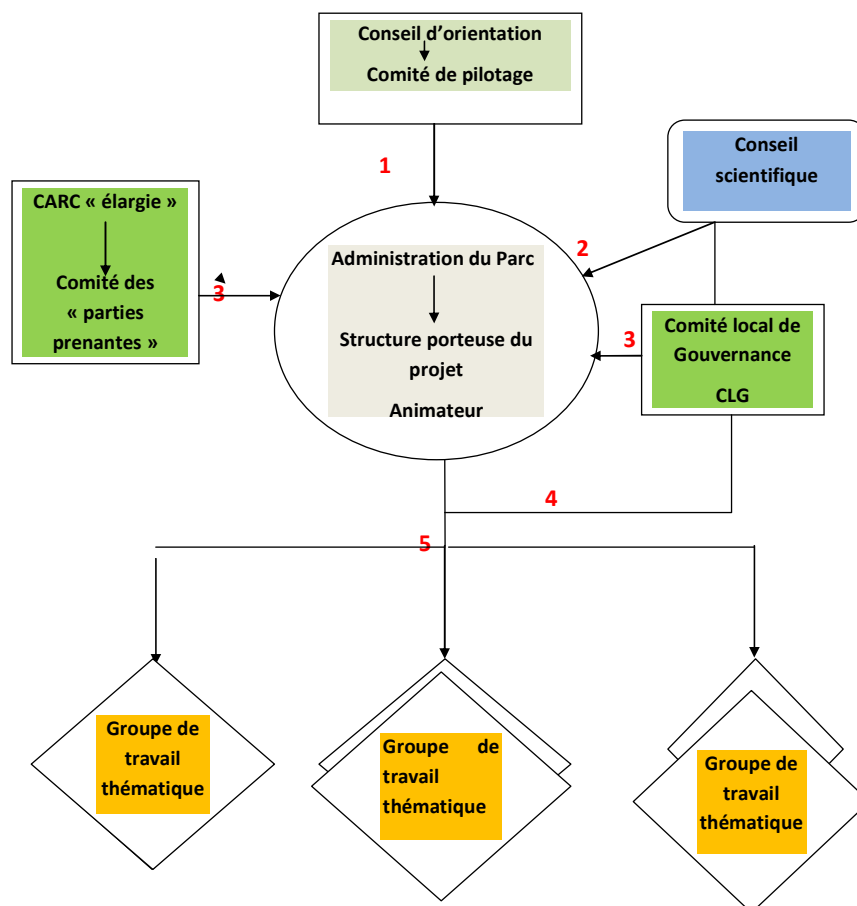 Conseil d'orientation
Comité de pilotage
1
Conseil
scientifique
CARC « élargie »
Comité des
« parties
prenantes »
3
2
Administration du Parc
Structure porteuse du
projet
Animateur
3
Comité local de
Gouvernance
CLG
4
5
Groupe de
travail
thématique
Groupe de
travail
thématique
Groupe de
travail
thématique